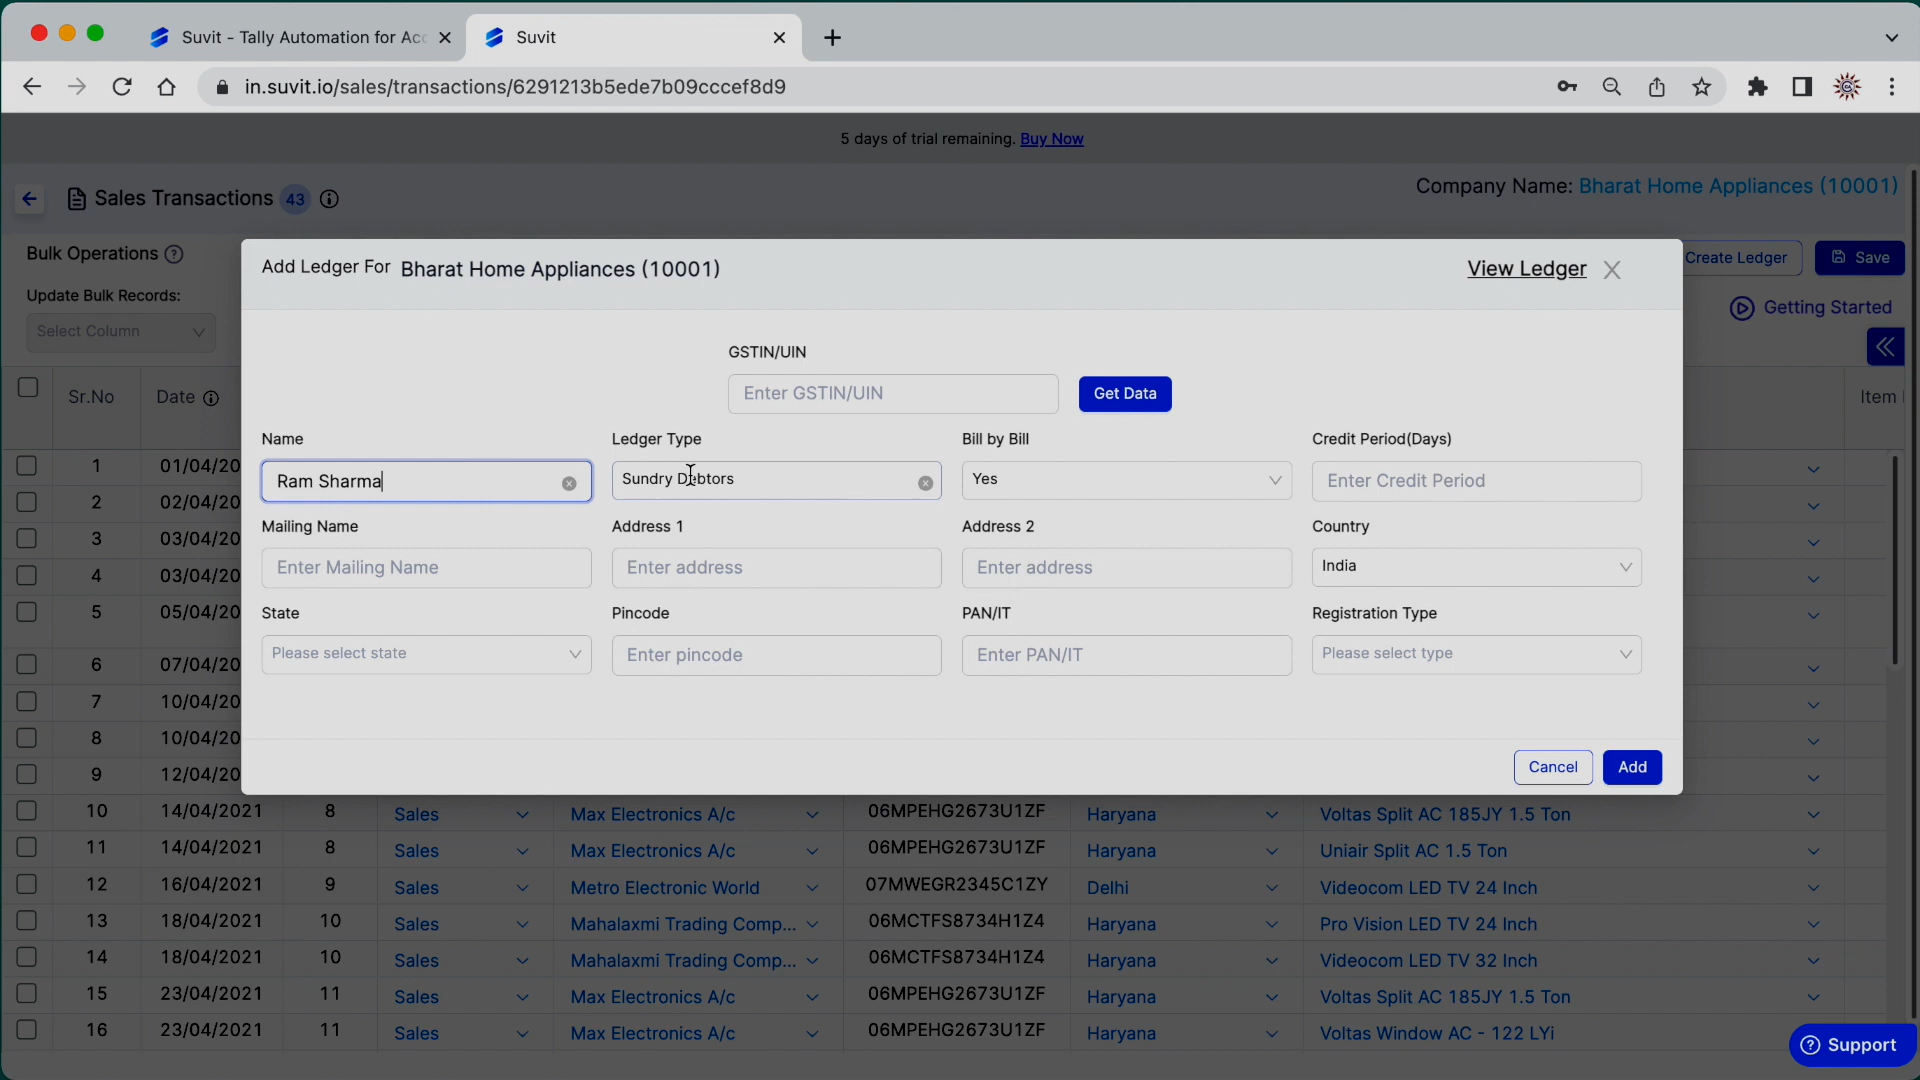 Suvit - Tally Automation for Acc
Suvit
in.suvit.io/sales/transactions/6291213b5ede7b09cccef8d9
5 days of trial remaining. Buy Now
Sales Transactions 43
Company Name: Bharat Home Appliances (10001)
Bulk Operations
Create Ledger
Save
Update Bulk Records:
Select Column
Getting Started
Add Ledger For Bharat Home Appliances (10001)
View Ledger
GSTIN/UIN
Enter GSTIN/UIN
Get Data
Name
Ledger Type
Bill by Bill
Credit Period(Days)
Ram Sharma
Sundry Debtors
Yes
Enter Credit Period
Mailing Name
Address 1
Address 2
Country
Enter Mailing Name
Enter address
Enter address
India
State
Pincode
PAN/IT
Registration Type
Please select state
Enter pincode
Enter PAN/IT
Please select type
Cancel
Add
Sr.No Date Item
1 01/04/20
2 02/04/20
3 03/04/20
4 03/04/20
5 05/04/20
6 07/04/20
7 10/04/20
8 10/04/20
9 12/04/20
10 14/04/2021 8 Sales Max Electronics A/c 06MPEHG2673U1ZF Haryana Voltas Split AC 185JY 1.5 Ton
11 14/04/2021 8 Sales Max Electronics A/c 06MPEHG2673U1ZF Haryana Uniair Split AC 1.5 Ton
12 16/04/2021 9 Sales Metro Electronic World 07MWEGR2345C1ZY Delhi Videocom LED TV 24 Inch
13 18/04/2021 10 Sales Mahalaxmi Trading Comp... 06MCTFS8734H1Z4 Haryana Pro Vision LED TV 24 Inch
14 18/04/2021 10 Sales Mahalaxmi Trading Comp... 06MCTFS8734H1Z4 Haryana Videocom LED TV 32 Inch
15 23/04/2021 11 Sales Max Electronics A/c 06MPEHG2673U1ZF Haryana Voltas Split AC 185JY 1.5 Ton
16 23/04/2021 11 Sales Max Electronics A/c 06MPEHG2673U1ZF Haryana Voltas Window AC - 122 LYi
Support